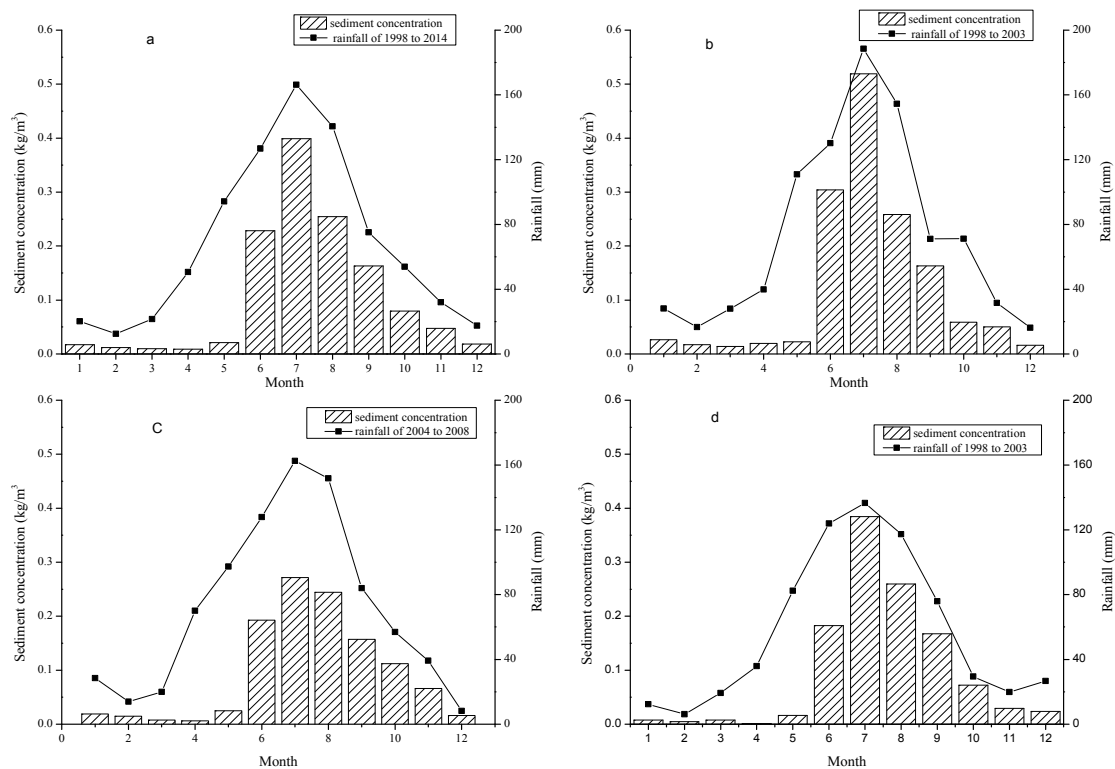 a
sediment concentration
rainfall of 1998 to 2014
0.6
0.5
0.4
0.3
0.2
0.1
0.0
Sediment concentration (kg/m³)
200
160
120
80
40
0
Rainfall (mm)
1 2 3 4 5 6 7 8 9 10 11 12
Month
b
sediment concentration
rainfall of 1998 to 2003
0.6
0.5
0.4
0.3
0.2
0.1
0.0
Sediment concentration (kg/m³)
200
160
120
80
40
0
Rainfall (mm)
0 2 4 6 8 10 12
Month
C
sediment concentration
rainfall of 2004 to 2008
0.6
0.5
0.4
0.3
0.2
0.1
0.0
Sediment concentration (kg/m³)
200
160
120
80
40
0
Rainfall (mm)
0 2 4 6 8 10 12
Month
d
sediment concentration
rainfall of 1998 to 2003
0.6
0.5
0.4
0.3
0.2
0.1
0.0
Sediment concentration (kg/m³)
200
160
120
80
40
0
Rainfall (mm)
1 2 3 4 5 6 7 8 9 10 11 12
Month